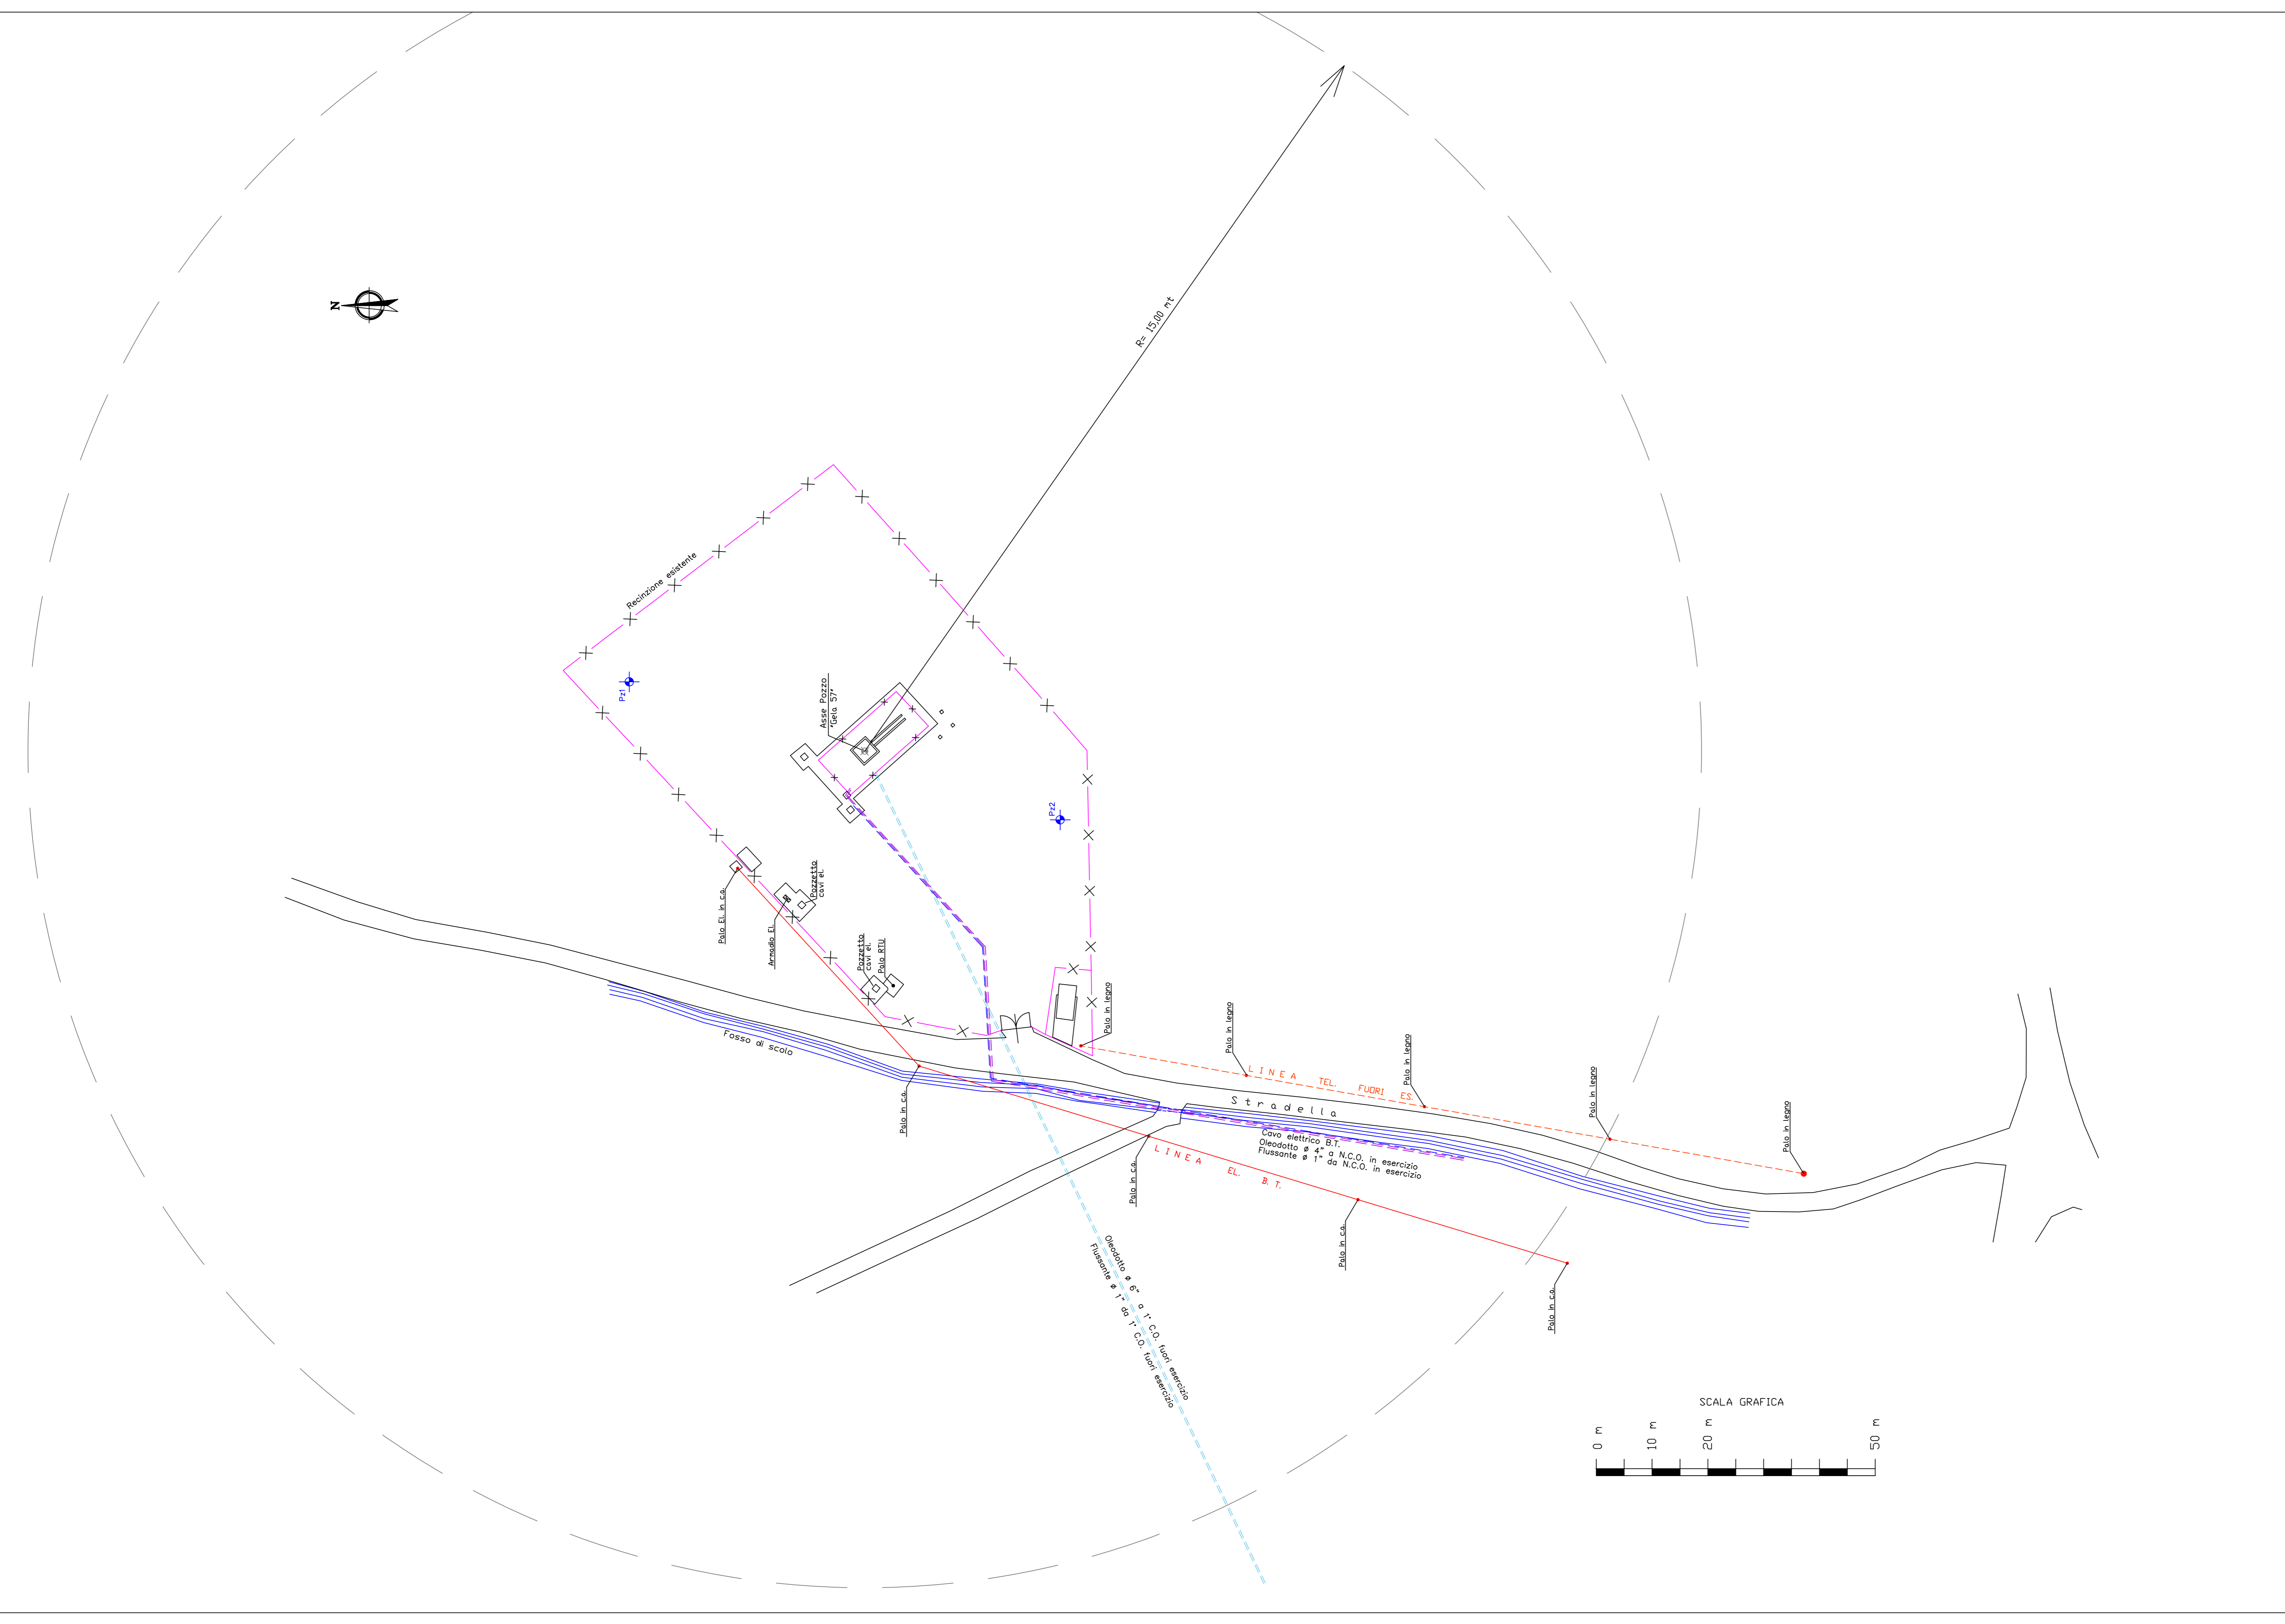 N
R= 15,00 mt
Recinzione esistente
Pz1
Asse Pozzo
"Gela 57"
Pz2
Palo El. in c.a.
Armadio El.
Pozzetto
cavi el.
Pozzetto
cavi el.
Palo RTU
Palo in legno
Palo in legno
Palo in legno
Palo in legno
Palo in legno
LINEA TEL. FUORI ES.
Stradella
Fosso di scolo
Palo in c.a.
Cavo elettrico B.T.
Oleodotto ø 4" a N.C.O. in esercizio
Flussante ø 1" da N.C.O. in esercizio
LINEA EL. B.T.
Palo in c.a.
Palo in c.a.
Palo in c.a.
Oleodotto ø 6" a 1° C.O. fuori esercizio
Flussante ø 1" da 1° C.O. fuori esercizio
SCALA GRAFICA
0 m
10 m
20 m
50 m